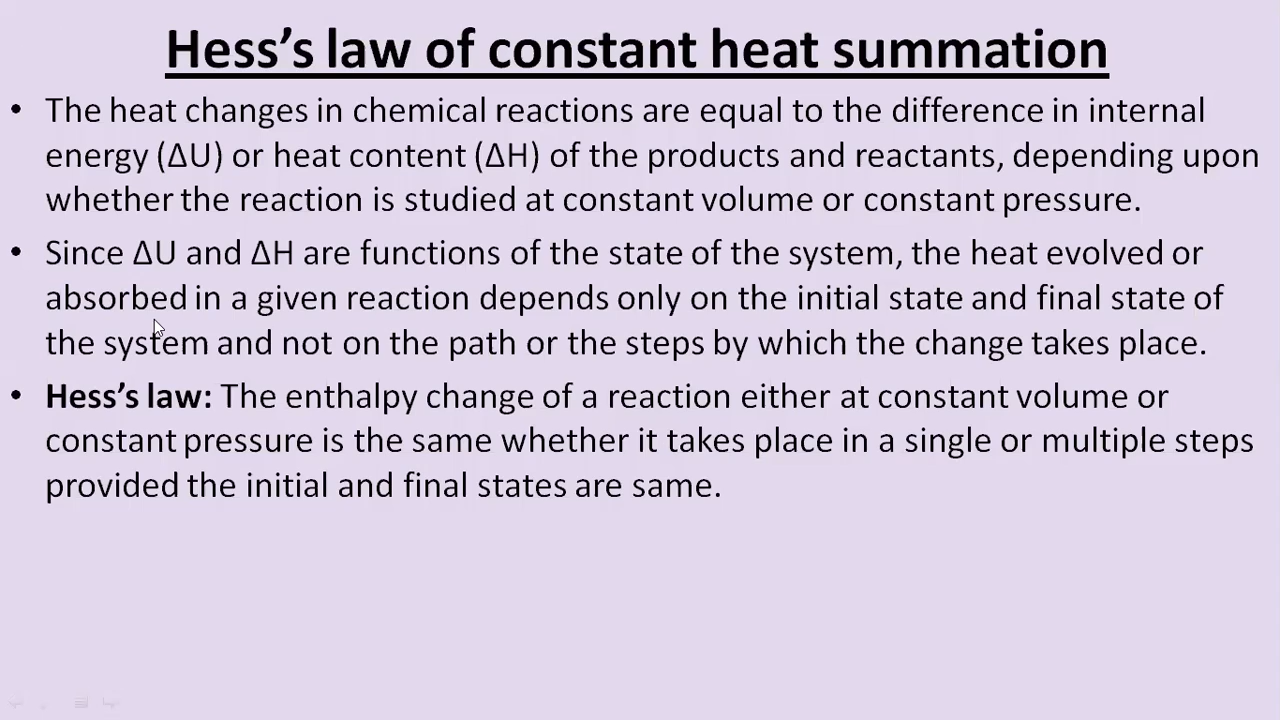 Hess’s law of constant heat summation
• The heat changes in chemical reactions are equal to the difference in internal
energy (ΔU) or heat content (ΔH) of the products and reactants, depending upon
whether the reaction is studied at constant volume or constant pressure.
• Since ΔU and ΔH are functions of the state of the system, the heat evolved or
absorbed in a given reaction depends only on the initial state and final state of
the system and not on the path or the steps by which the change takes place.
• Hess’s law: The enthalpy change of a reaction either at constant volume or
constant pressure is the same whether it takes place in a single or multiple steps
provided the initial and final states are same.